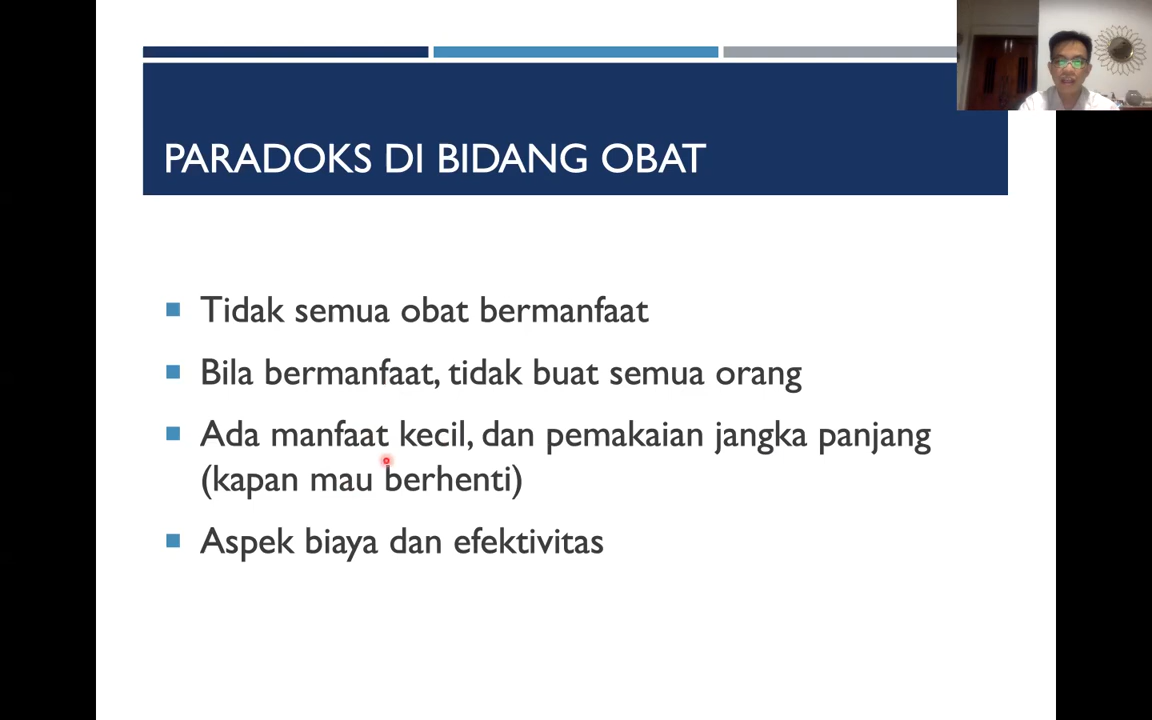 PARADOKS DI BIDANG OBAT
Tidak semua obat bermanfaat
Bila bermanfaat, tidak buat semua orang
Ada manfaat kecil, dan pemakaian jangka panjang
(kapan mau berhenti)
Aspek biaya dan efektivitas